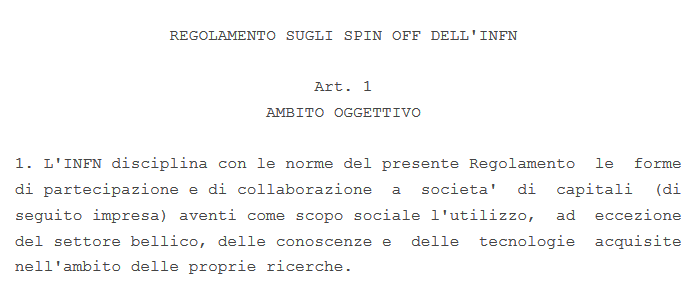 REGOLAMENTO SUGLI SPIN OFF DELL'INFN
Art. 1
AMBITO OGGETTIVO
1. L'INFN disciplina con le norme del presente Regolamento le forme
di partecipazione e di collaborazione a societa' di capitali (di
seguito impresa) aventi come scopo sociale l'utilizzo, ad eccezione
del settore bellico, delle conoscenze e delle tecnologie acquisite
nell'ambito delle proprie ricerche.